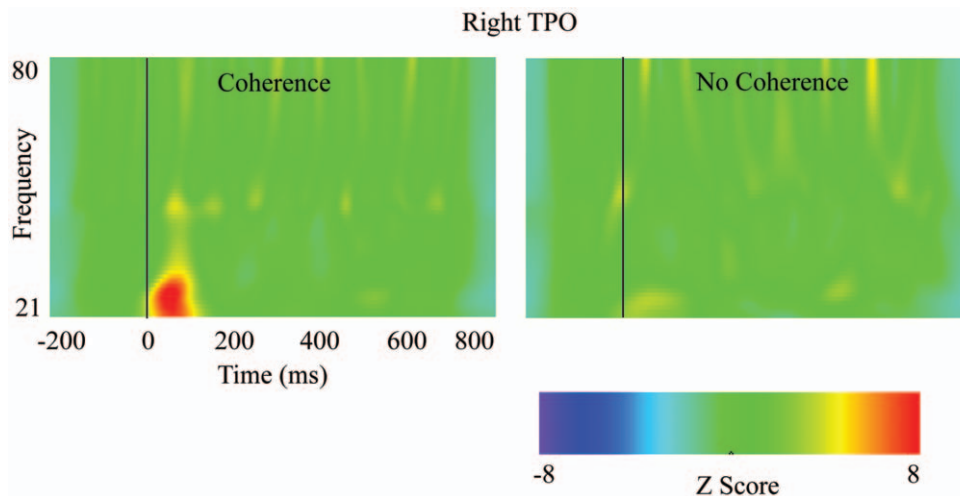 Right TPO
80
Coherence
No Coherence
Frequency
21
-200 0 200 400 600 800
Time (ms)
-8 8
Z Score